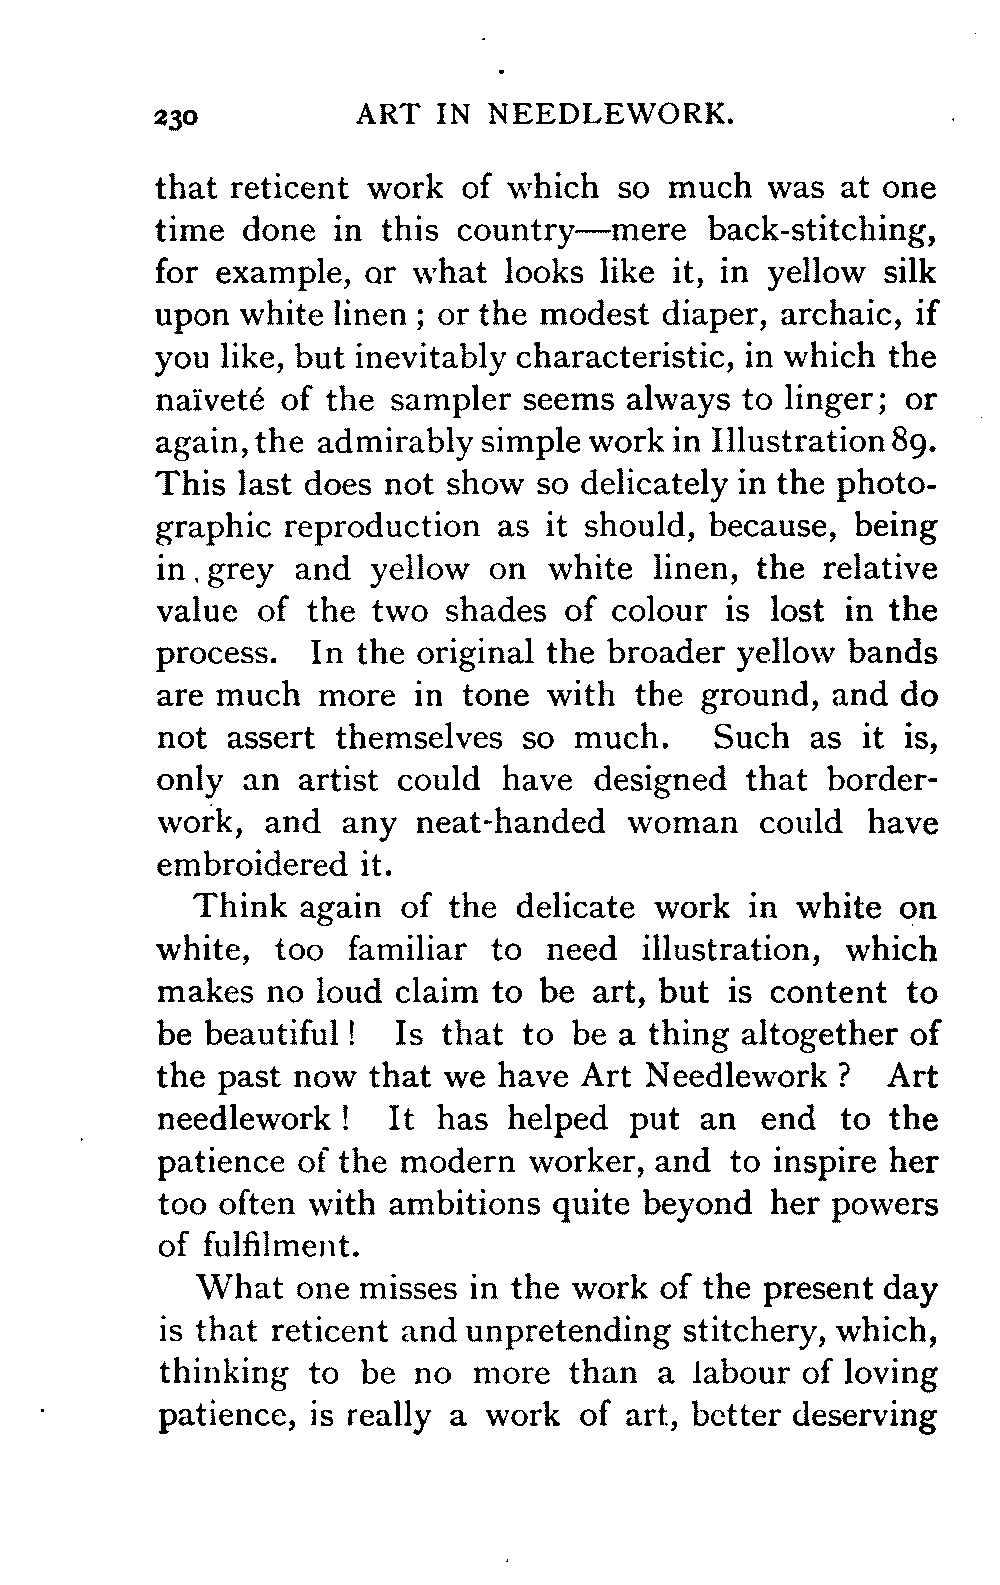 230 ART IN NEEDLEWORK.
that reticent work of which so much was at one
time done in this country—mere back-stitching,
for example, or what looks like it, in yellow silk
upon white linen ; or the modest diaper, archaic, if
you like, but inevitably characteristic, in which the
naïveté of the sampler seems always to linger; or
again, the admirably simple work in Illustration 89.
This last does not show so delicately in the photo-
graphic reproduction as it should, because, being
in grey and yellow on white linen, the relative
value of the two shades of colour is lost in the
process. In the original the broader yellow bands
are much more in tone with the ground, and do
not assert themselves so much. Such as it is,
only an artist could have designed that border-
work, and any neat-handed woman could have
embroidered it.
Think again of the delicate work in white on
white, too familiar to need illustration, which
makes no loud claim to be art, but is content to
be beautiful ! Is that to be a thing altogether of
the past now that we have Art Needlework ? Art
needlework ! It has helped put an end to the
patience of the modern worker, and to inspire her
too often with ambitions quite beyond her powers
of fulfilment.
What one misses in the work of the present day
is that reticent and unpretending stitchery, which,
thinking to be no more than a labour of loving
patience, is really a work of art, better deserving